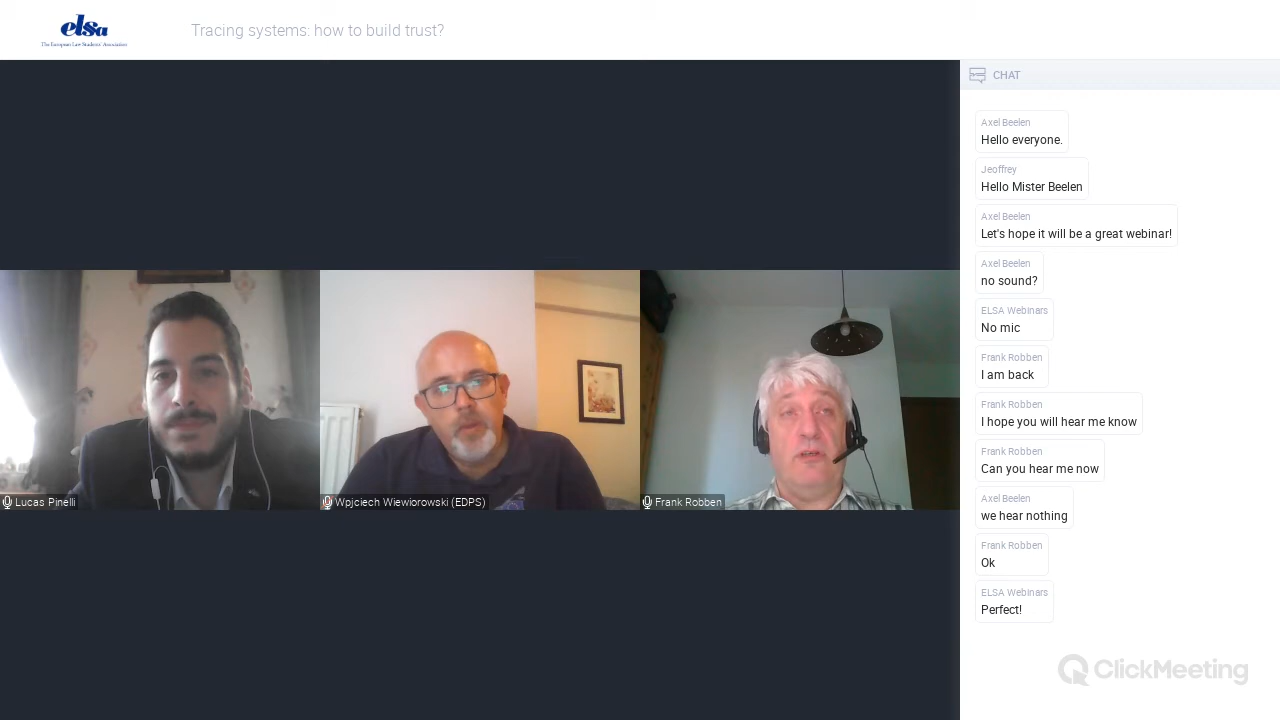 elsa
The European Law Students' Association
Tracing systems: how to build trust?
CHAT
Axel Beelen
Hello everyone.
Jeoffrey
Hello Mister Beelen
Axel Beelen
Let's hope it will be a great webinar!
Axel Beelen
no sound?
ELSA Webinars
No mic
Frank Robben
I am back
Frank Robben
I hope you will hear me know
Frank Robben
Can you hear me now
Axel Beelen
we hear nothing
Frank Robben
Ok
ELSA Webinars
Perfect!
Lucas Pinelli
Wpjciech Wiewiorowski (EDPS)
Frank Robben
ClickMeeting